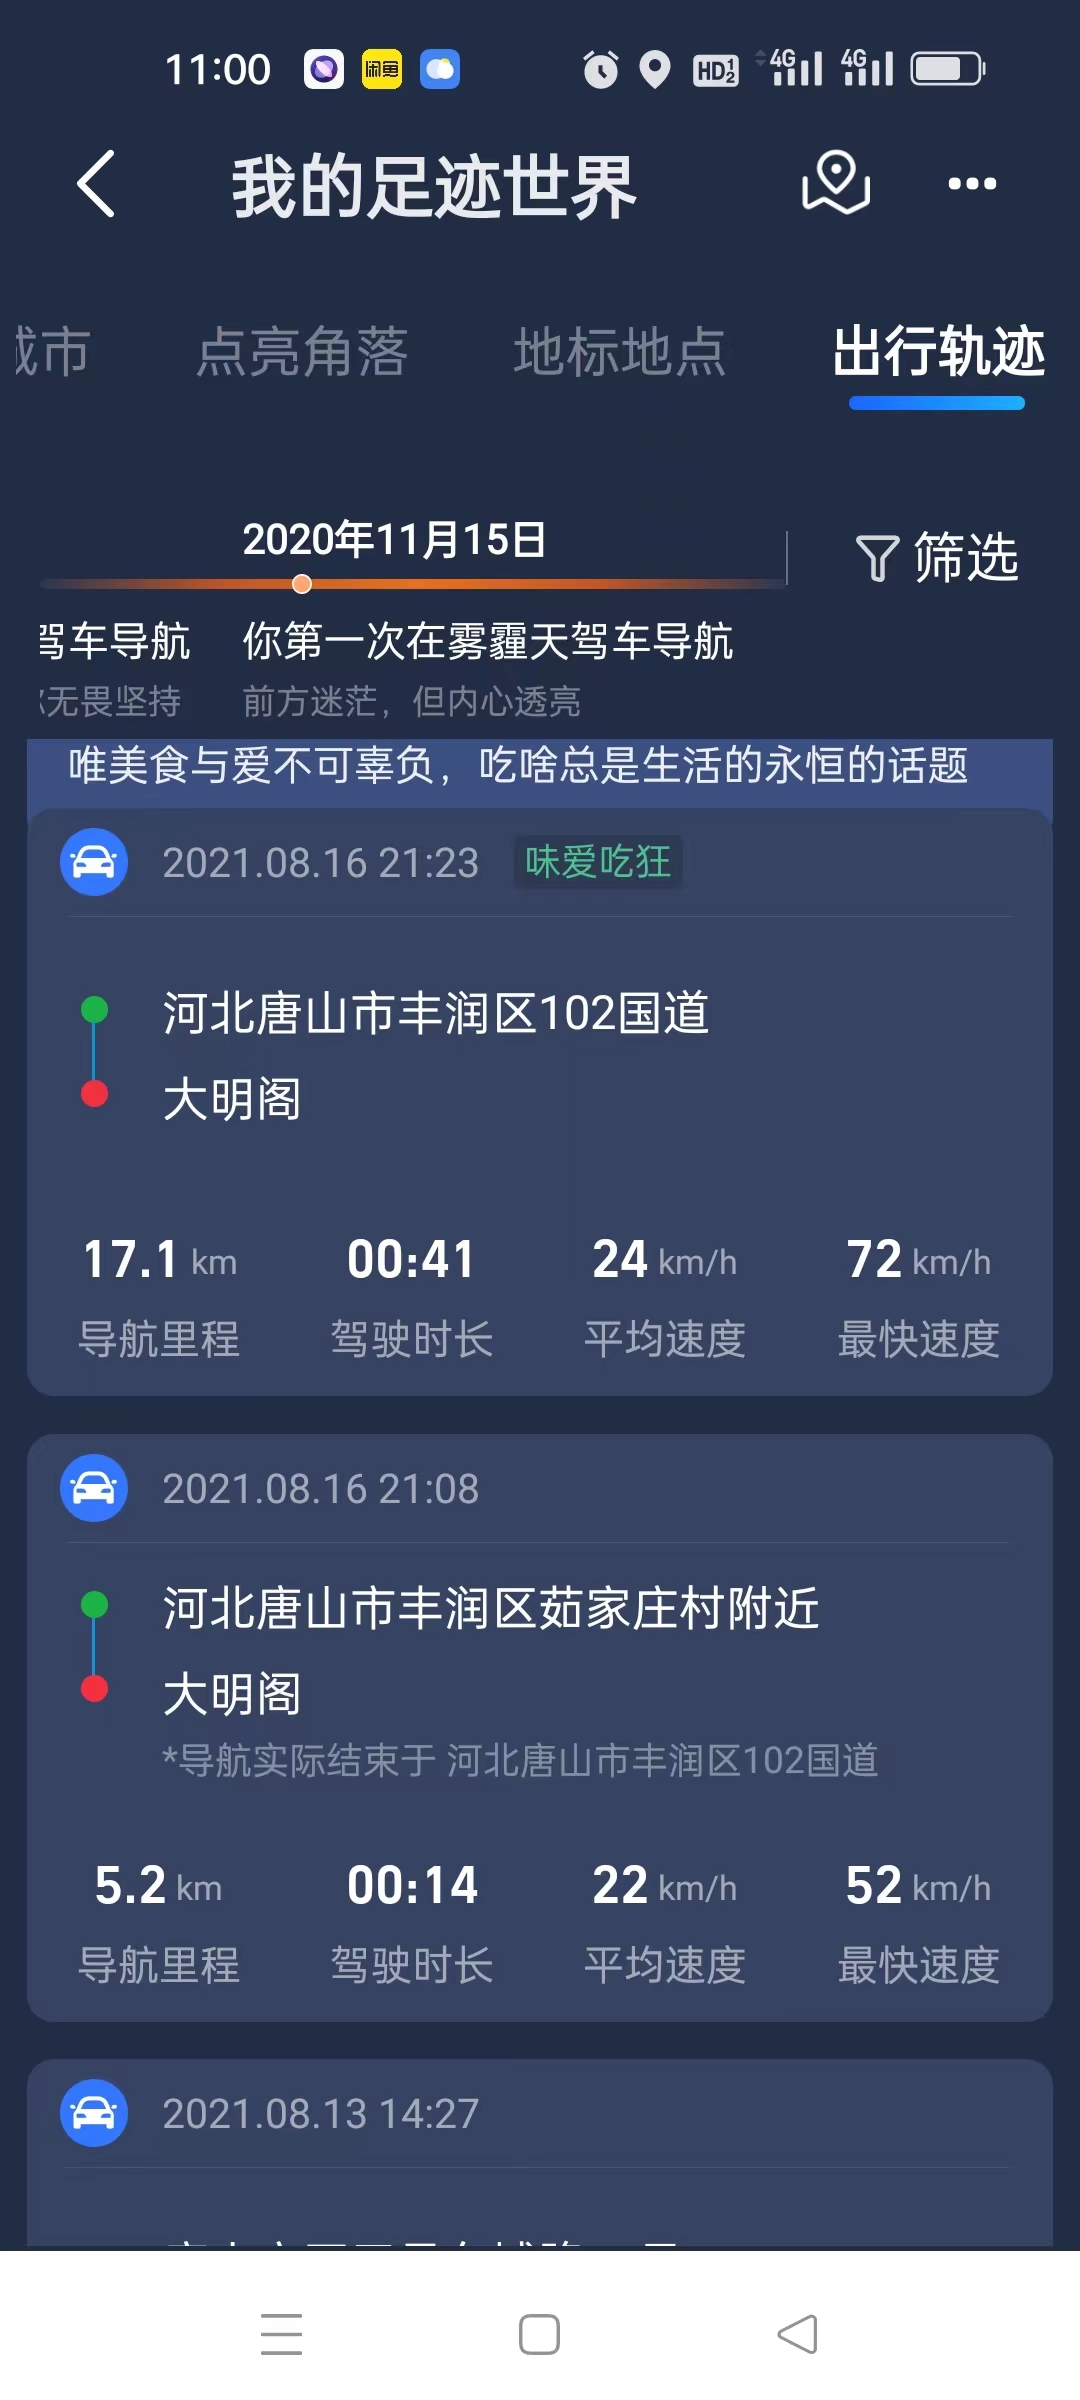 11:00 闲鱼 HD 1 2 4G 4G
我的足迹世界
城市 点亮角落 地标地点 出行轨迹
2020年11月15日
筛选
驾车导航 你第一次在雾霾天驾车导航
无畏坚持 前方迷茫，但内心透亮
唯美食与爱不可辜负，吃啥总是生活的永恒的话题
2021.08.16 21:23 味爱吃狂
河北唐山市丰润区102国道
大明阁
17.1 km 00:41 24 km/h 72 km/h
导航里程 驾驶时长 平均速度 最快速度
2021.08.16 21:08
河北唐山市丰润区茹家庄村附近
大明阁
*导航实际结束于 河北唐山市丰润区102国道
5.2 km 00:14 22 km/h 52 km/h
导航里程 驾驶时长 平均速度 最快速度
2021.08.13 14:27